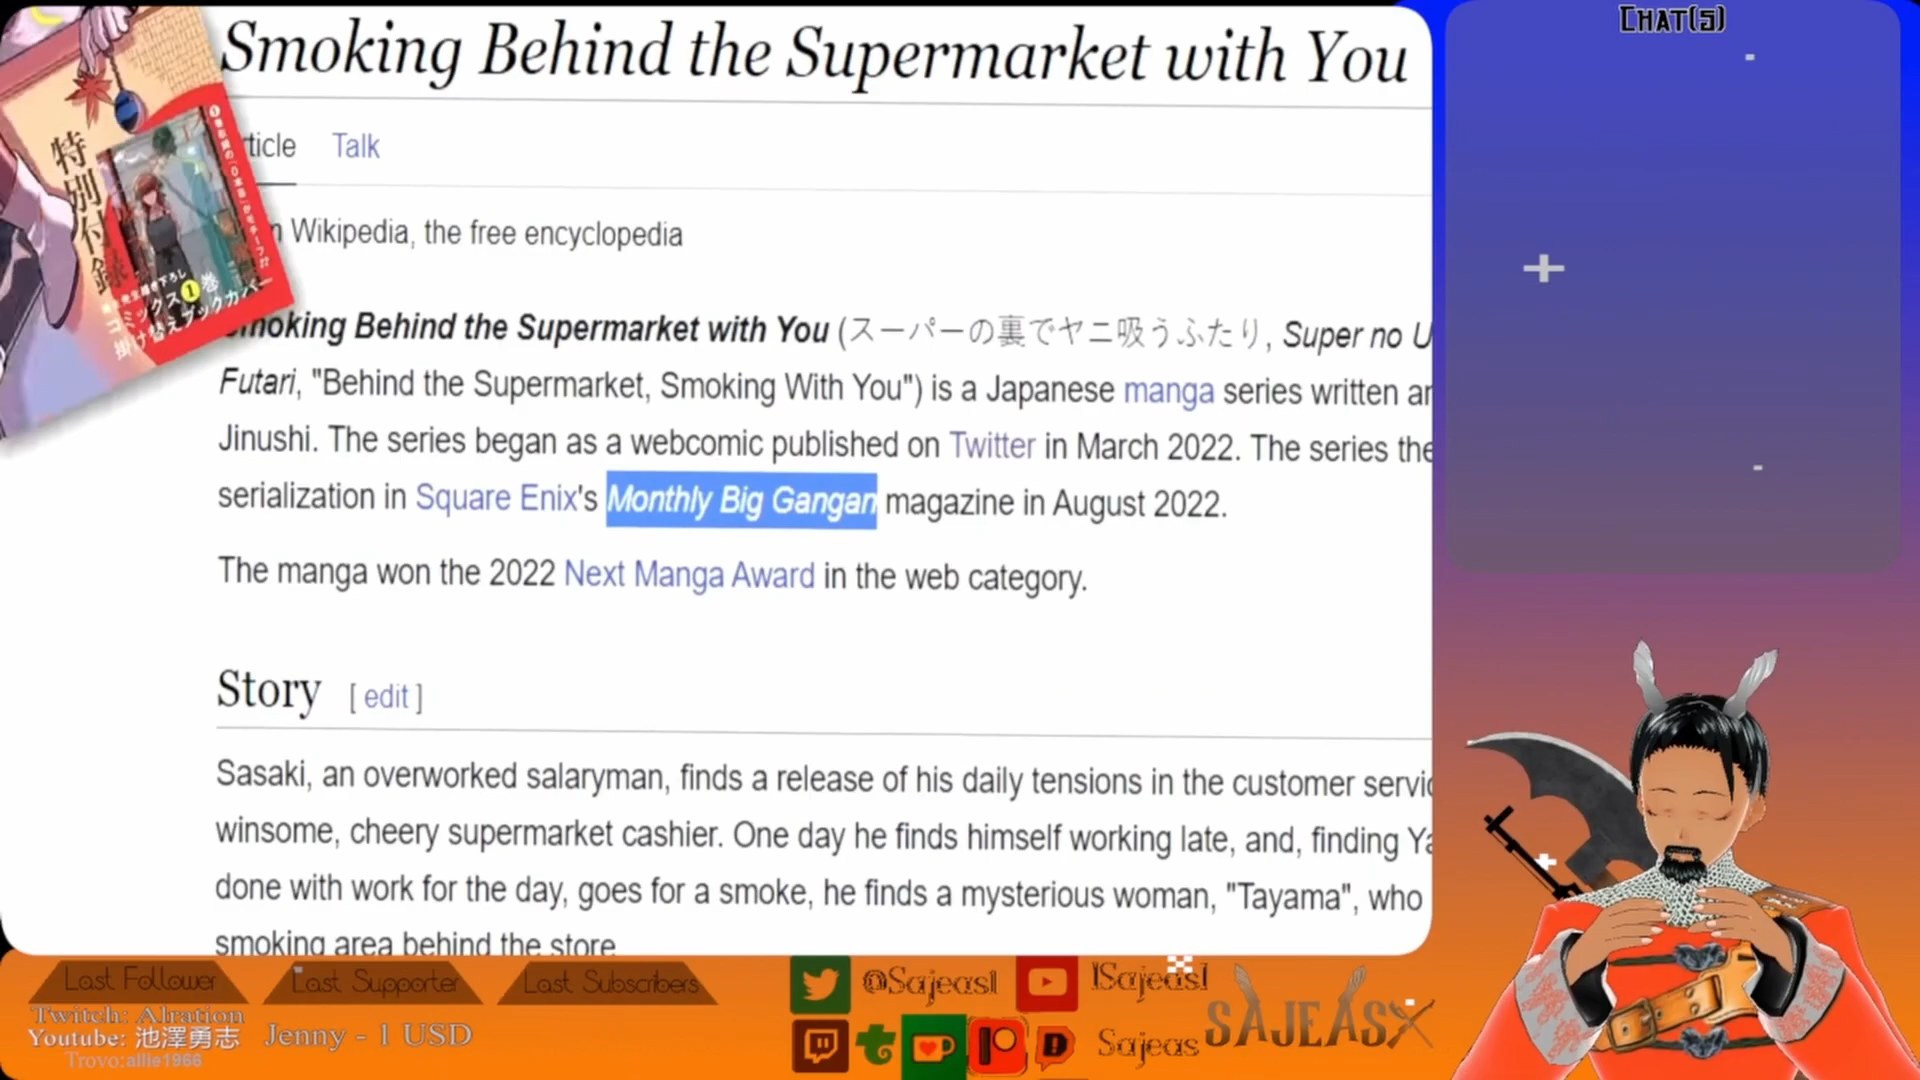 Smoking Behind the Supermarket with You
CHAT(S)
ticle Talk
Wikipedia, the free encyclopedia
特別付録
moking Behind the Supermarket with You (スーパーの裏でヤニ吸うふたり, Super no U
Futari, "Behind the Supermarket, Smoking With You") is a Japanese manga series written ar
Jinushi. The series began as a webcomic published on Twitter in March 2022. The series the
serialization in Square Enix's Monthly Big Gangan magazine in August 2022.
The manga won the 2022 Next Manga Award in the web category.
Story [ edit ]
Sasaki, an overworked salaryman, finds a release of his daily tensions in the customer servic
winsome, cheery supermarket cashier. One day he finds himself working late, and, finding Ya
done with work for the day, goes for a smoke, he finds a mysterious woman, "Tayama", who
smoking area behind the store
Last Follower Last Supporter Last Subscribers
Twitch: Alration
Youtube: 池澤勇志
Trovo:allie1966
Jenny - 1 USD
@Sajeas1 1Sajeas1
Sajeas
SAJEAS